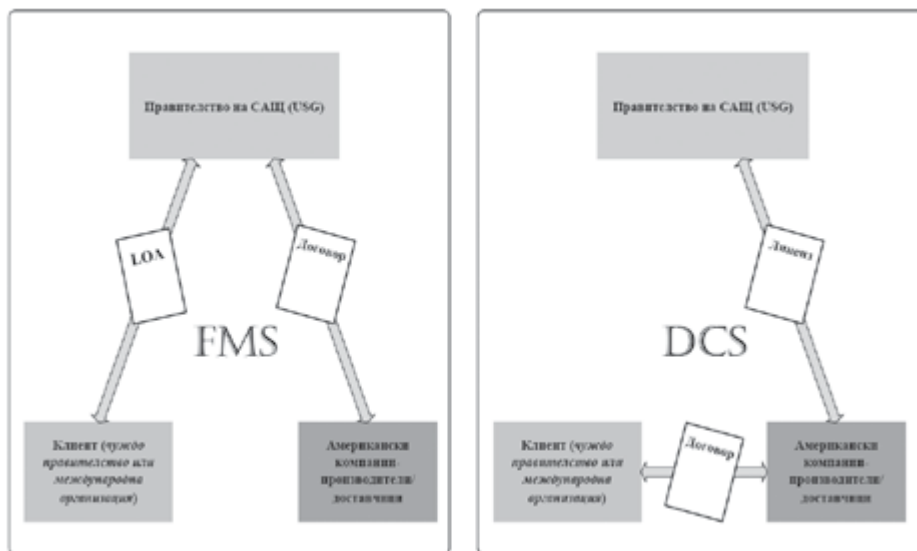 Правителство на САЩ (USG)
LOA
Договор
FMS
Клиент (чуждо
правителство или
международна
организация)
Американски
компании-
производители/
доставчици
Правителство на САЩ (USG)
Лиценз
DCS
Клиент (чуждо
правителство или
международна
организация)
Договор
Американски
компании-
производители/
доставчици